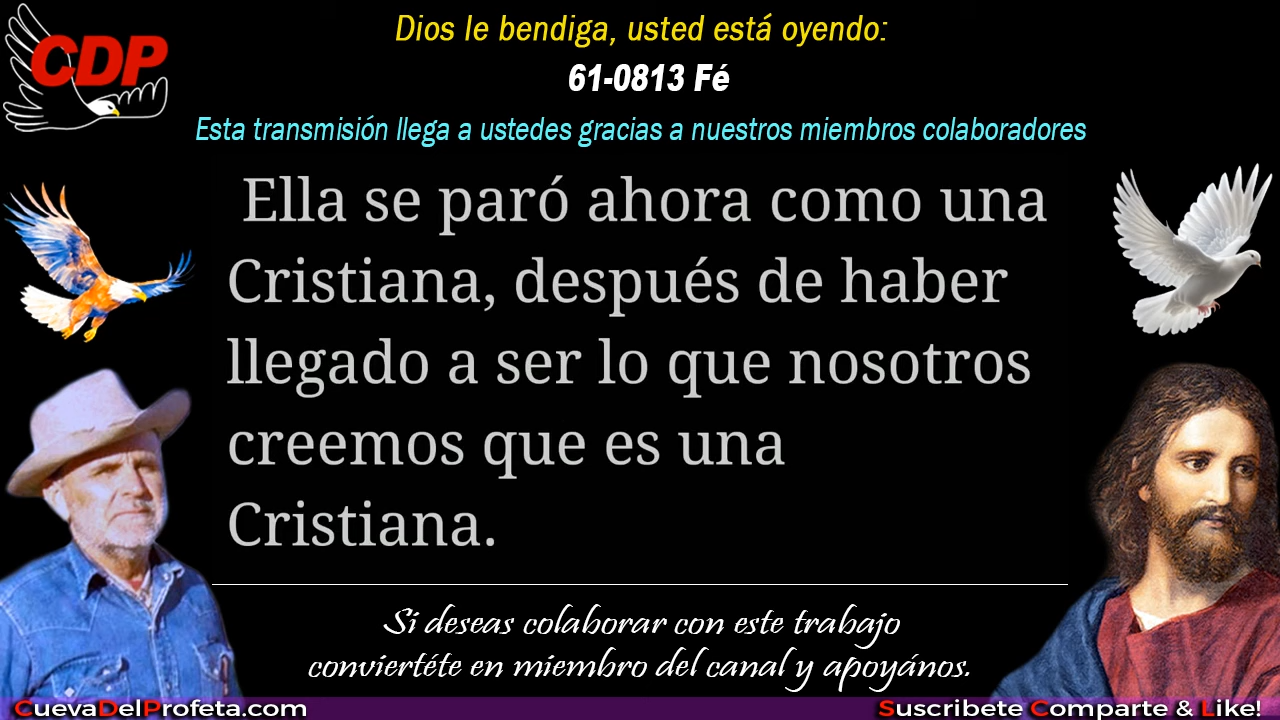 CDP
Dios le bendiga, usted está oyendo:
61-0813 Fé
Esta transmisión llega a ustedes gracias a nuestros miembros colaboradores
Ella se paró ahora como una
Cristiana, después de haber
llegado a ser lo que nosotros
creemos que es una
Cristiana.
Si deseas colaborar con este trabajo
conviertéte en miembro del canal y apoyános.
CuevaDelProfeta.com
Suscribete Comparte & Like!